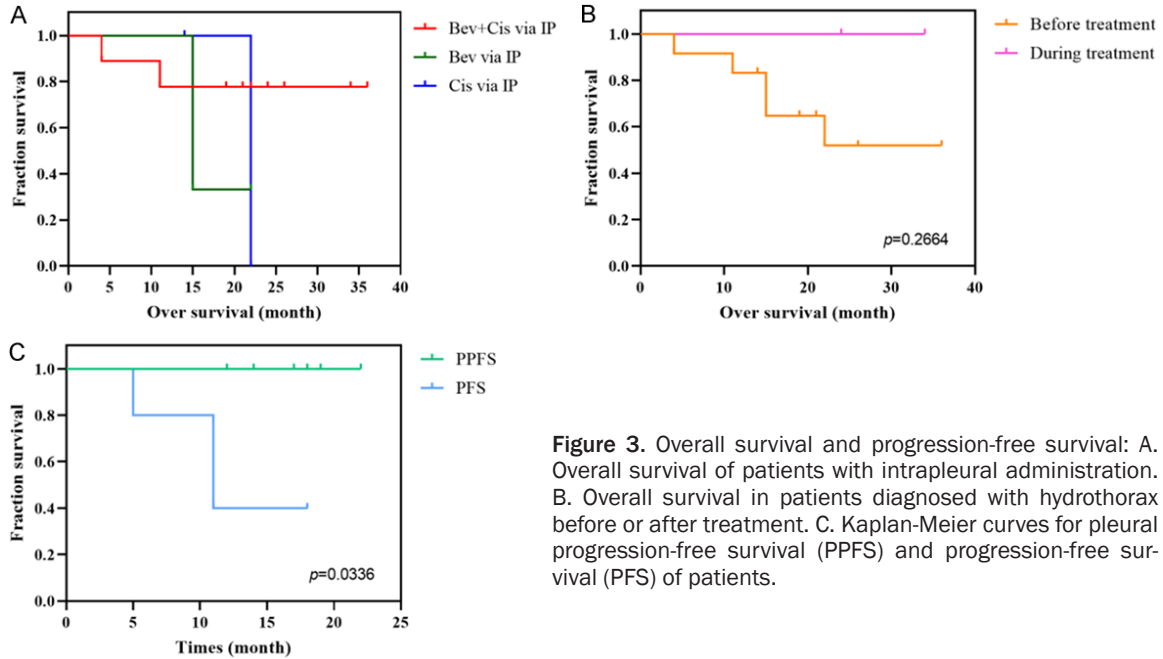 A
1.0
0.8
0.6
0.4
0.2
0.0
Fraction survival
0 5 10 15 20 25 30 35 40
Over survival (month)
Bev+Cis via IP
Bev via IP
Cis via IP
B
1.0
0.8
0.6
0.4
0.2
0.0
Fraction survival
p=0.2664
0 10 20 30 40
Over survival (month)
Before treatment
During treatment
C
1.0
0.8
0.6
0.4
0.2
0.0
Fraction survival
p=0.0336
0 5 10 15 20 25
Times (month)
PPFS
PFS
Figure 3. Overall survival and progression-free survival: A.
Overall survival of patients with intrapleural administration.
B. Overall survival in patients diagnosed with hydrothorax
before or after treatment. C. Kaplan-Meier curves for pleural
progression-free survival (PPFS) and progression-free sur-
vival (PFS) of patients.